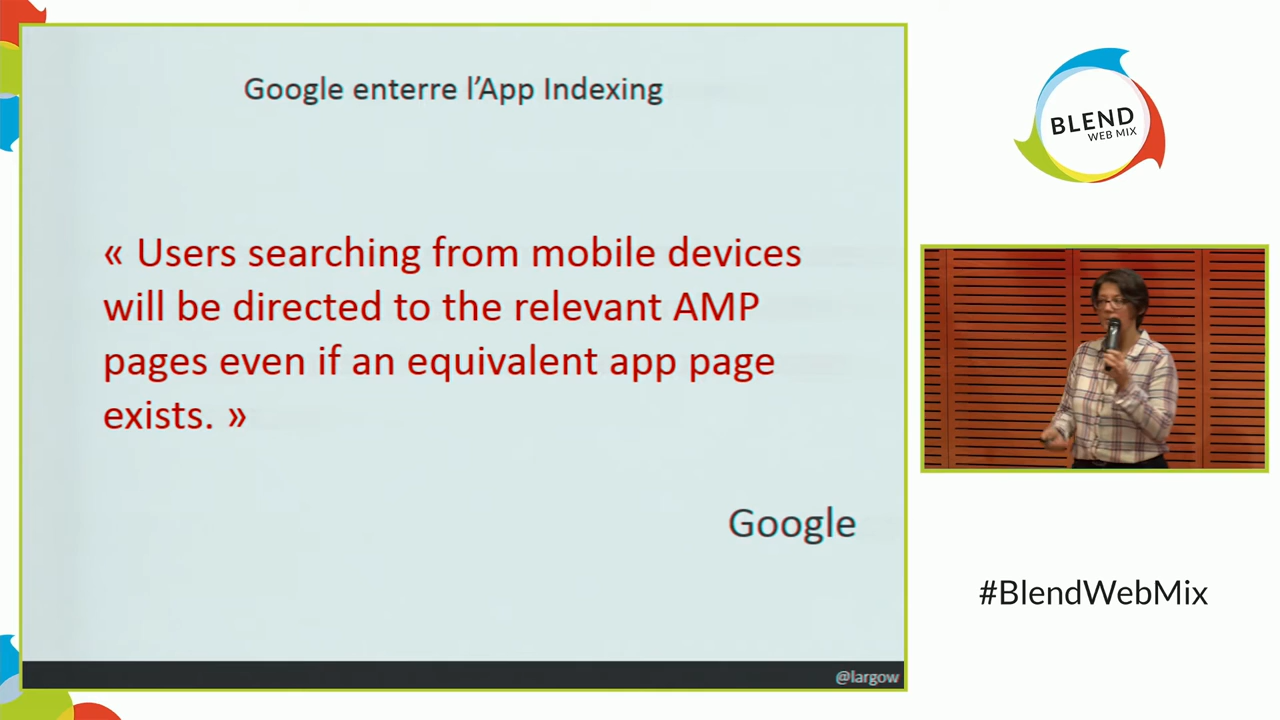 Google enterre l’App Indexing
« Users searching from mobile devices
will be directed to the relevant AMP
pages even if an equivalent app page
exists. »
Google
@largow
BLEND
WEB MIX
#BlendWebMix